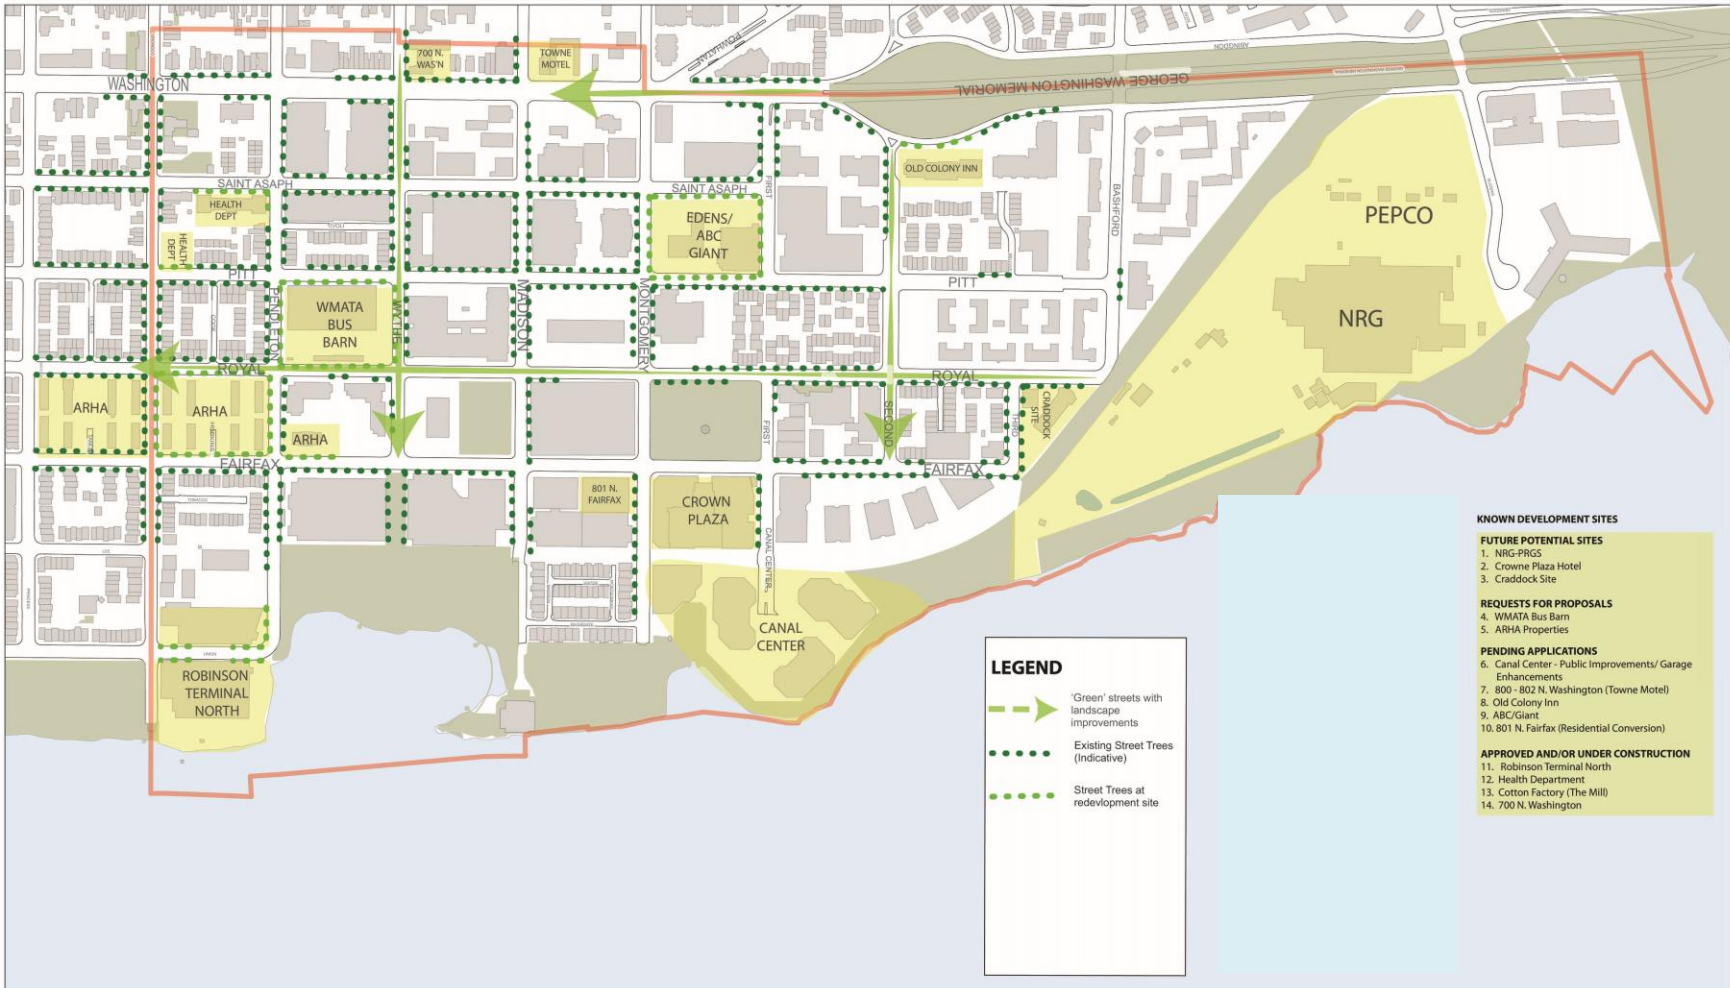 700 N.
WAS'N
TOWNE
MOTEL
POWHATAN
ABINGDON
WASHINGTON
GEORGE WASHINGTON MEMORIAL
OLD COLONY INN
SAINT ASAPH
SAINT ASAPH
FIRST
BASHFORD
HEALTH
DEPT
HEALTH
DEPT
TIVOLI
EDENS/
ABC
GIANT
PEPCO
PITT
PITT
PENDLETON
WMATA
BUS
BARN
WYTHE
MADISON
MONTGOMERY
NRG
ROYAL
ROYAL
ARHA
ARHA
ARHA
SECOND
THIRD
CRADDOCK
SITE
FIRST
FAIRFAX
FAIRFAX
801 N.
FAIRFAX
CROWN
PLAZA
CANAL CENTER
PRINCESS
CANAL
CENTER
UNION
ROBINSON
TERMINAL
NORTH
LEGEND
'Green' streets with
landscape
improvements
Existing Street Trees
(Indicative)
Street Trees at
redevlopment site
KNOWN DEVELOPMENT SITES
FUTURE POTENTIAL SITES
1. NRG-PRGS
2. Crowne Plaza Hotel
3. Craddock Site
REQUESTS FOR PROPOSALS
4. WMATA Bus Barn
5. ARHA Properties
PENDING APPLICATIONS
6. Canal Center - Public Improvements/ Garage
Enhancements
7. 800 - 802 N. Washington (Towne Motel)
8. Old Colony Inn
9. ABC/Giant
10. 801 N. Fairfax (Residential Conversion)
APPROVED AND/OR UNDER CONSTRUCTION
11. Robinson Terminal North
12. Health Department
13. Cotton Factory (The Mill)
14. 700 N. Washington